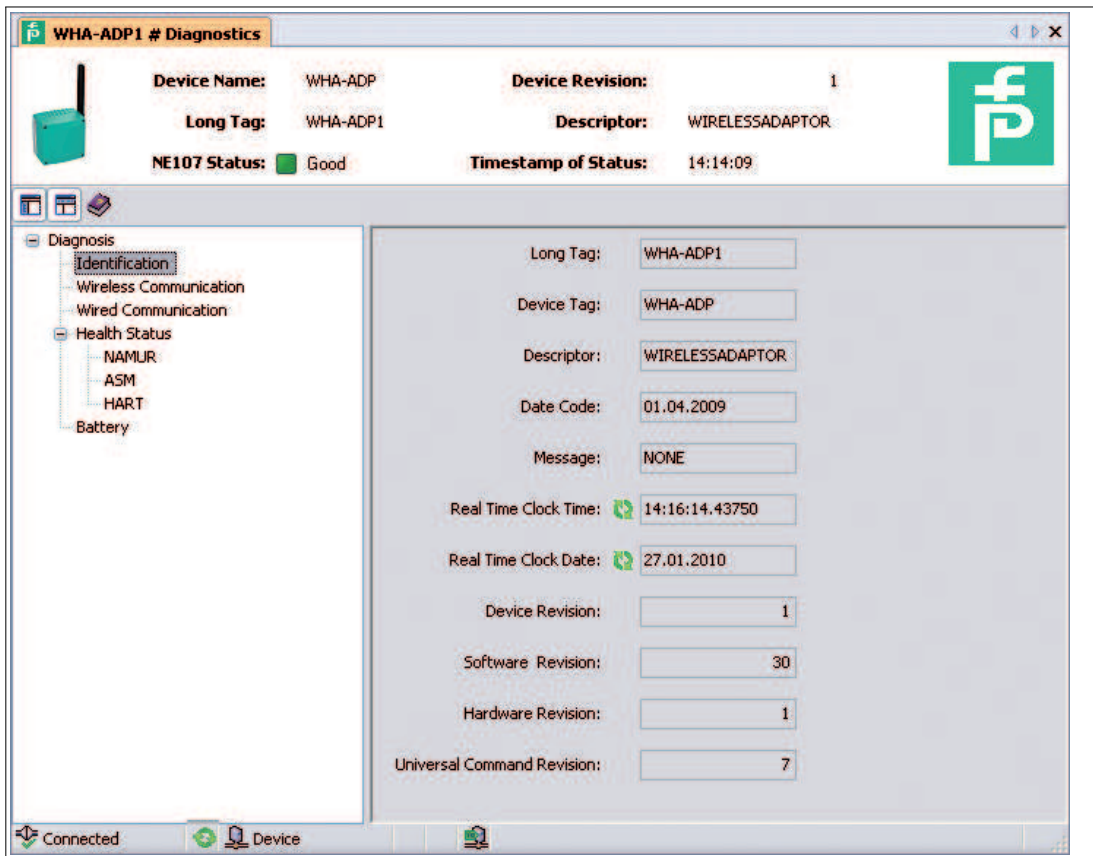 WHA-ADP1 # Diagnostics
Device Name: WHA-ADP Device Revision: 1
Long Tag: WHA-ADP1 Descriptor: WIRELESSADAPTOR
NE107 Status: Good Timestamp of Status: 14:14:09
Diagnosis
Identification
Wireless Communication
Wired Communication
Health Status
NAMUR
ASM
HART
Battery
Long Tag: WHA-ADP1
Device Tag: WHA-ADP
Descriptor: WIRELESSADAPTOR
Date Code: 01.04.2009
Message: NONE
Real Time Clock Time: 14:16:14.43750
Real Time Clock Date: 27.01.2010
Device Revision: 1
Software Revision: 30
Hardware Revision: 1
Universal Command Revision: 7
Connected Device